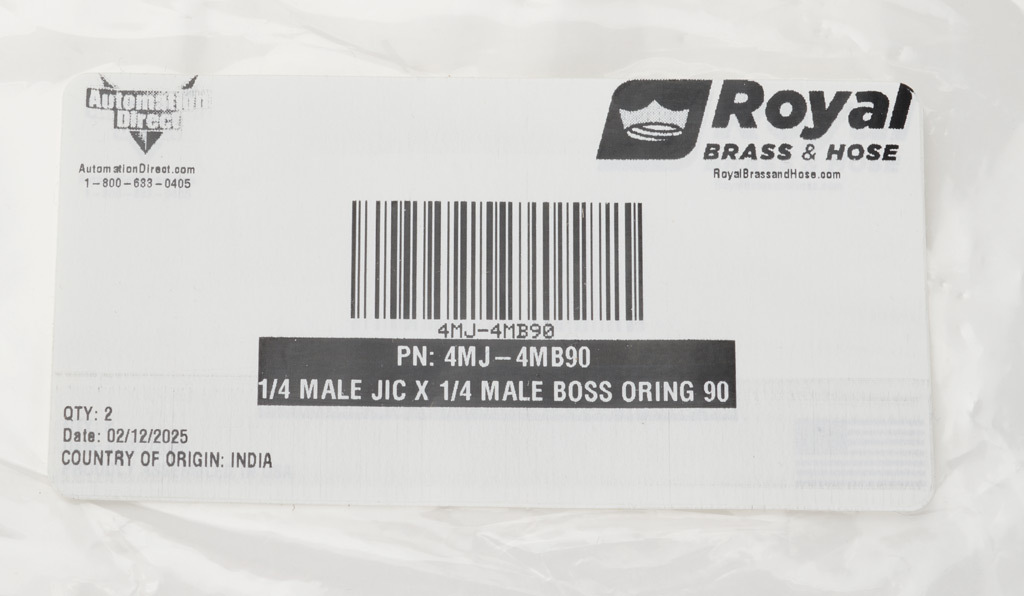 Automation
Direct
AutomationDirect.com
1-800-633-0405
Royal
BRASS & HOSE
RoyalBrassandHose.com
4MJ-4MB90
PN: 4MJ-4MB90
1/4 MALE JIC X 1/4 MALE BOSS ORING 90
QTY: 2
Date: 02/12/2025
COUNTRY OF ORIGIN: INDIA